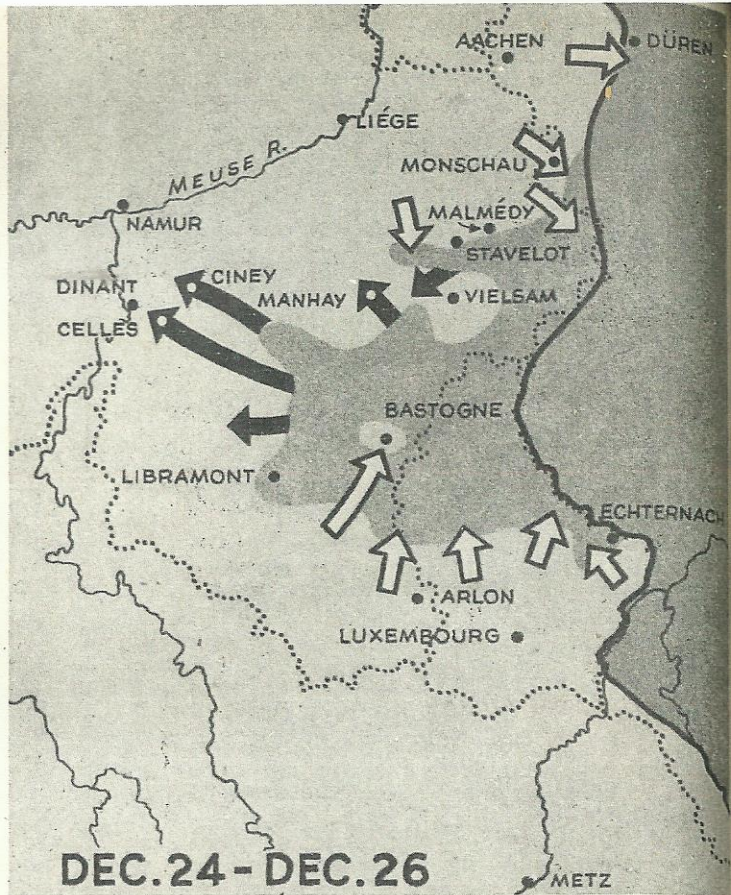 AACHEN
DÜREN
LIÉGE
MONSCHAU
MEUSE R.
MALMÉDY
NAMUR
STAVELOT
CINEY
DINANT
MANHAY
VIELSAM
CELLES
BASTOGNE
LIBRAMONT
ECHTERNACH
ARLON
LUXEMBOURG
DEC. 24 - DEC. 26
METZ